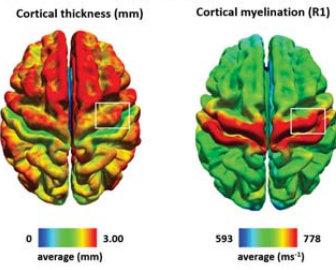 Cortical thickness (mm)
Cortical myelination (R1)
0 3.00
average (mm)
593 778
average (ms⁻¹)